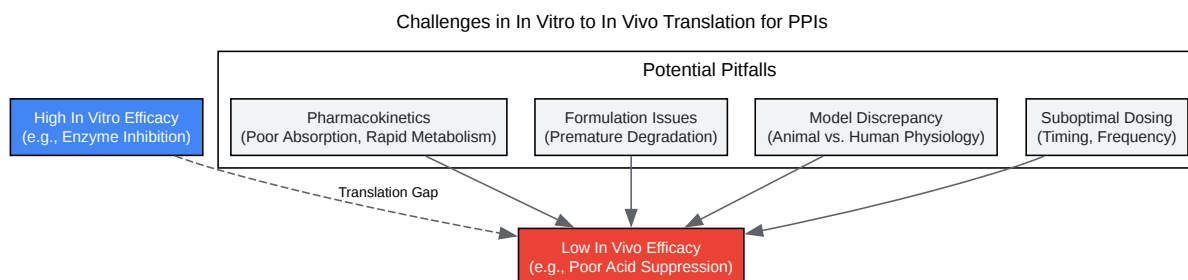 Challenges in In Vitro to In Vivo Translation for PPIs
Potential Pitfalls
High In Vitro Efficacy
(e.g., Enzyme Inhibition)
Pharmacokinetics
(Poor Absorption, Rapid Metabolism)
Formulation Issues
(Premature Degradation)
Model Discrepancy
(Animal vs. Human Physiology)
Suboptimal Dosing
(Timing, Frequency)
Translation Gap
Low In Vivo Efficacy
(e.g., Poor Acid Suppression)